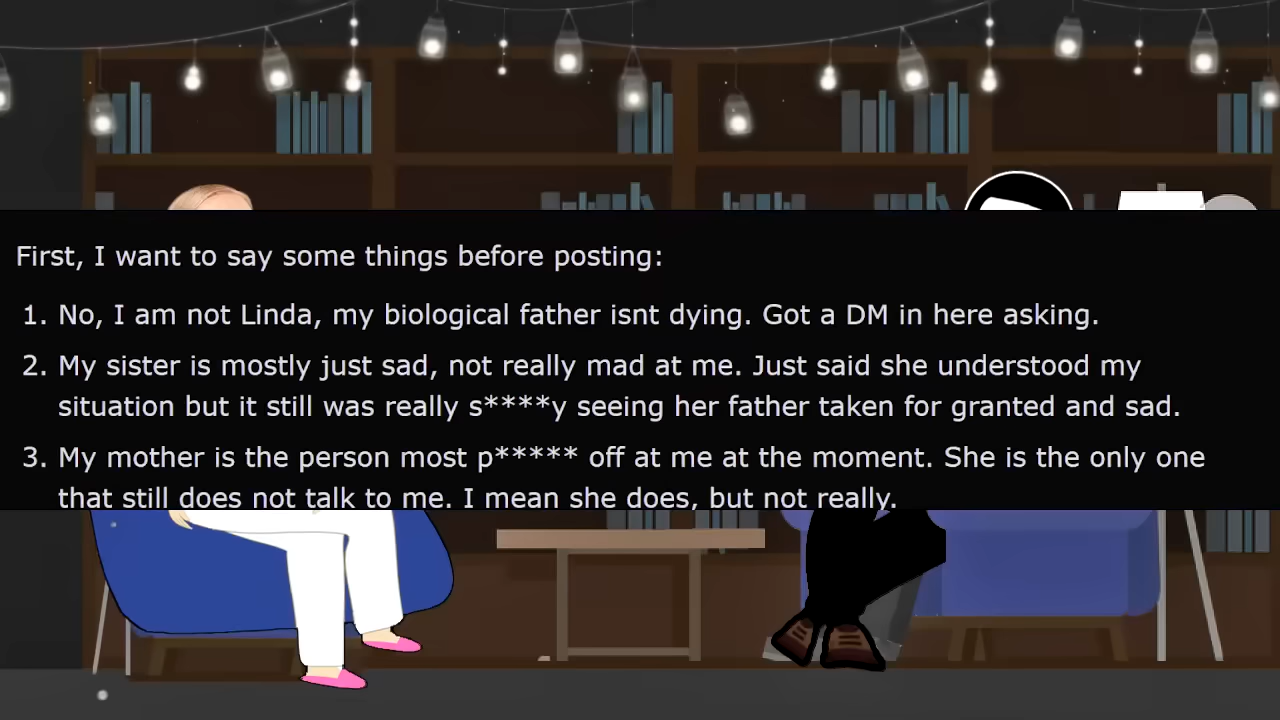 First, I want to say some things before posting:
1. No, I am not Linda, my biological father isnt dying. Got a DM in here asking.
2. My sister is mostly just sad, not really mad at me. Just said she understood my
situation but it still was really s****y seeing her father taken for granted and sad.
3. My mother is the person most p***** off at me at the moment. She is the only one
that still does not talk to me. I mean she does, but not really.